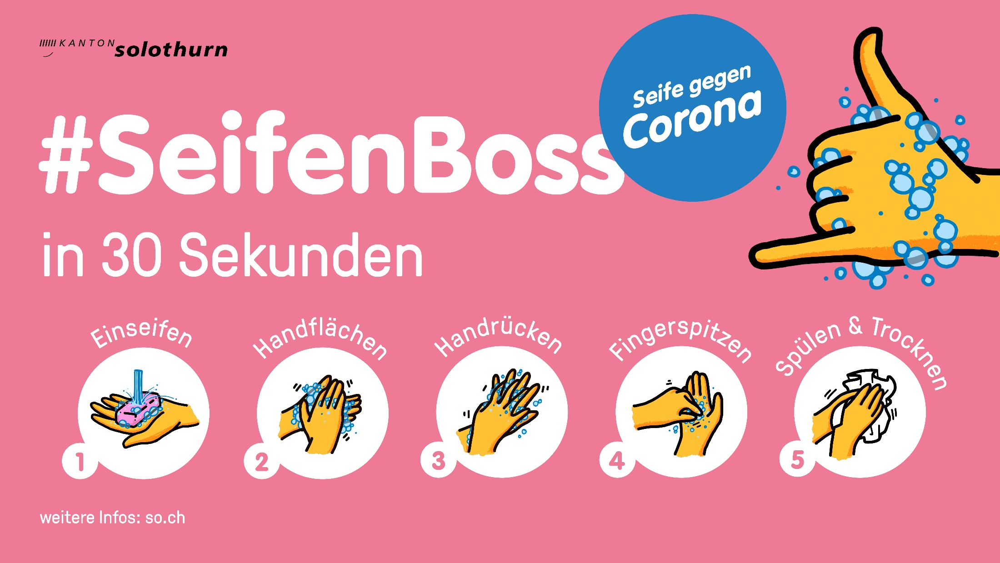 KANTON solothurn
Seife gegen
Corona
#SeifenBoss
in 30 Sekunden
Einseifen
1
Handflächen
2
Handrücken
3
Fingerspitzen
4
Spülen & Trocknen
5
weitere Infos: so.ch